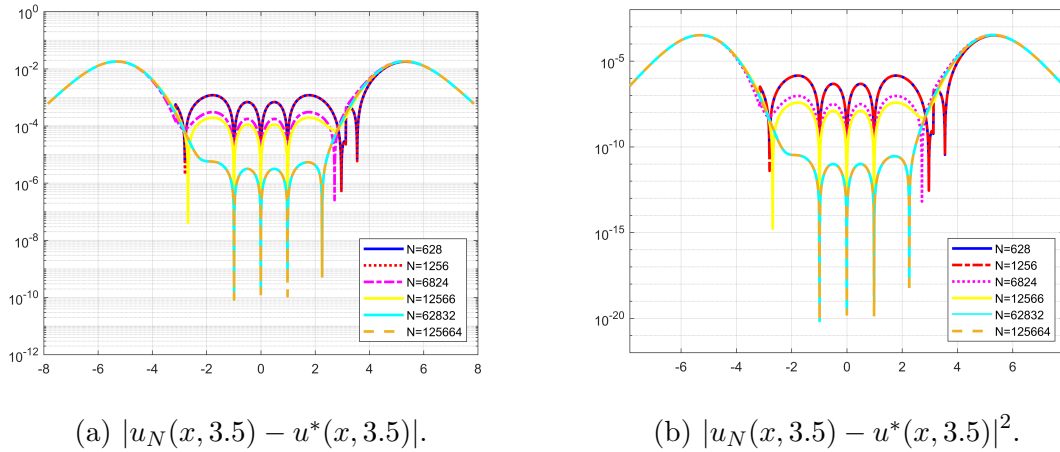 10^0
10^-2
10^-4
10^-6
10^-8
10^-10
10^-12
-8 -6 -4 -2 0 2 4 6 8
N=628
N=1256
N=6824
N=12566
N=62832
N=125664
10^-5
10^-10
10^-15
10^-20
-6 -4 -2 0 2 4 6
N=628
N=1256
N=6824
N=12566
N=62832
N=125664
(a) |u_N(x, 3.5) − u*(x, 3.5)|.
(b) |u_N(x, 3.5) − u*(x, 3.5)|^2.